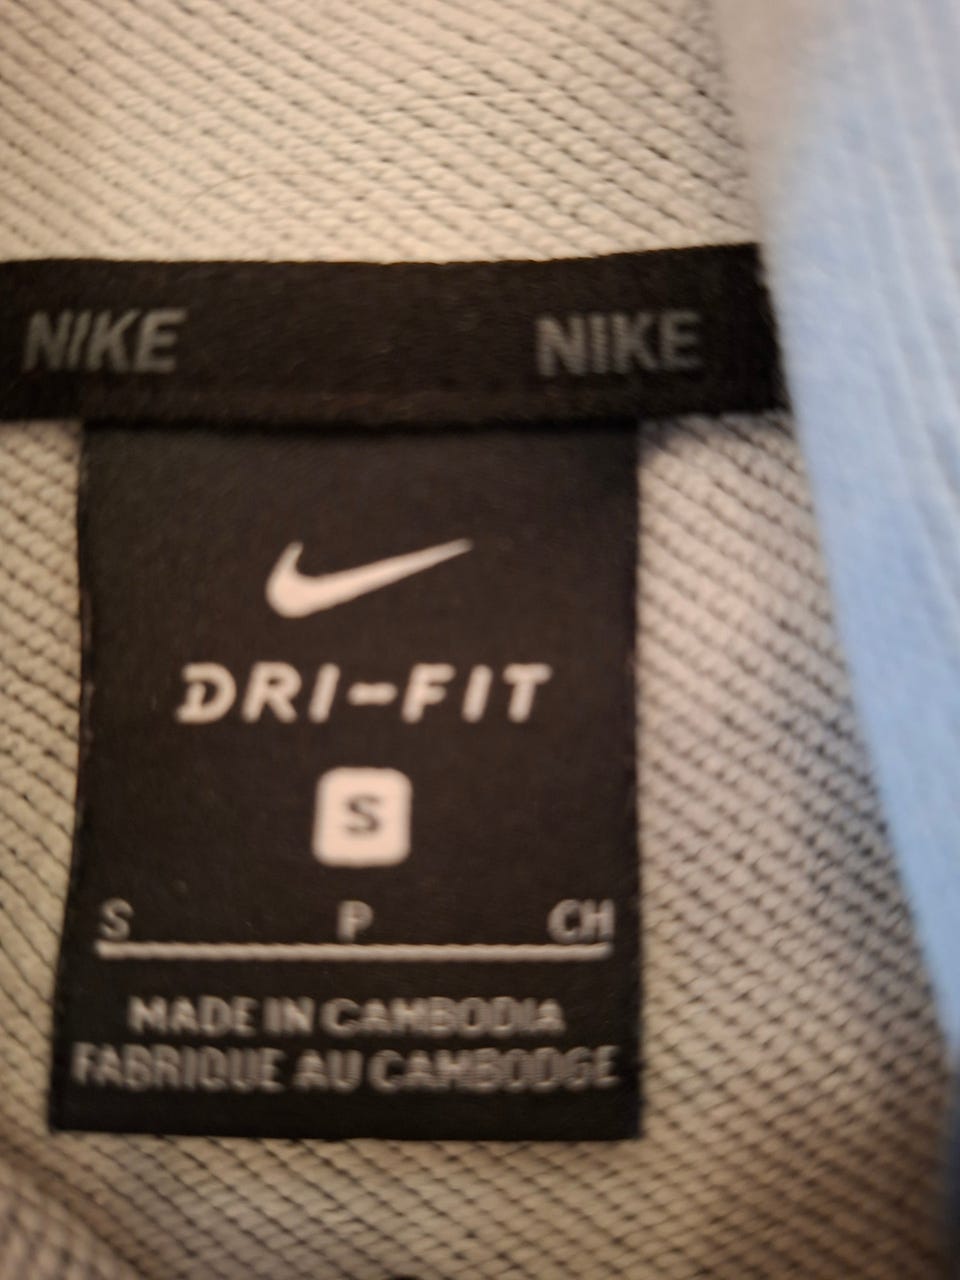 NIKE NIKE
DRI-FIT
S
S P CH
MADE IN CAMBODIA
FABRIQUE AU CAMBODGE